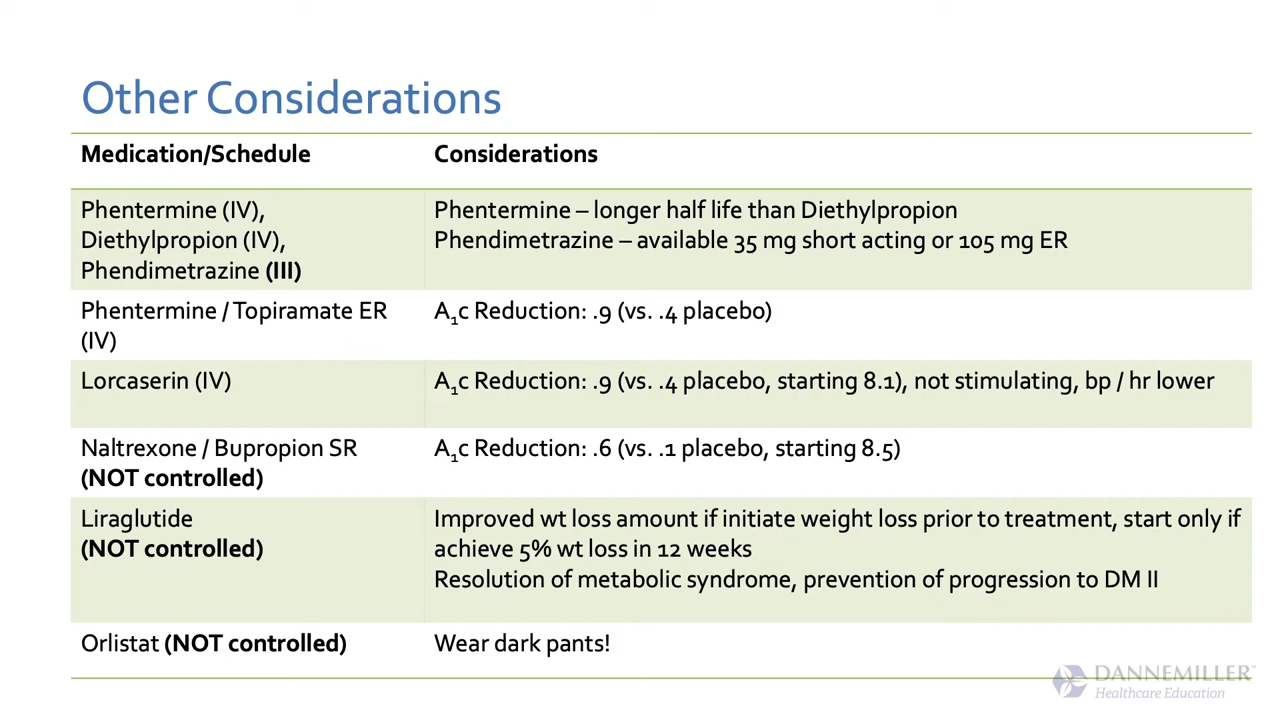 Other Considerations
Medication/Schedule
Considerations
Phentermine (IV),
Diethylpropion (IV),
Phendimetrazine (III)
Phentermine – longer half life than Diethylpropion
Phendimetrazine – available 35 mg short acting or 105 mg ER
Phentermine / Topiramate ER
(IV)
A1c Reduction: .9 (vs. .4 placebo)
Lorcaserin (IV)
A1c Reduction: .9 (vs. .4 placebo, starting 8.1), not stimulating, bp / hr lower
Naltrexone / Bupropion SR
(NOT controlled)
A1c Reduction: .6 (vs. .1 placebo, starting 8.5)
Liraglutide
(NOT controlled)
Improved wt loss amount if initiate weight loss prior to treatment, start only if
achieve 5% wt loss in 12 weeks
Resolution of metabolic syndrome, prevention of progression to DM II
Orlistat (NOT controlled)
Wear dark pants!
DANNEMILLER™
Healthcare Education